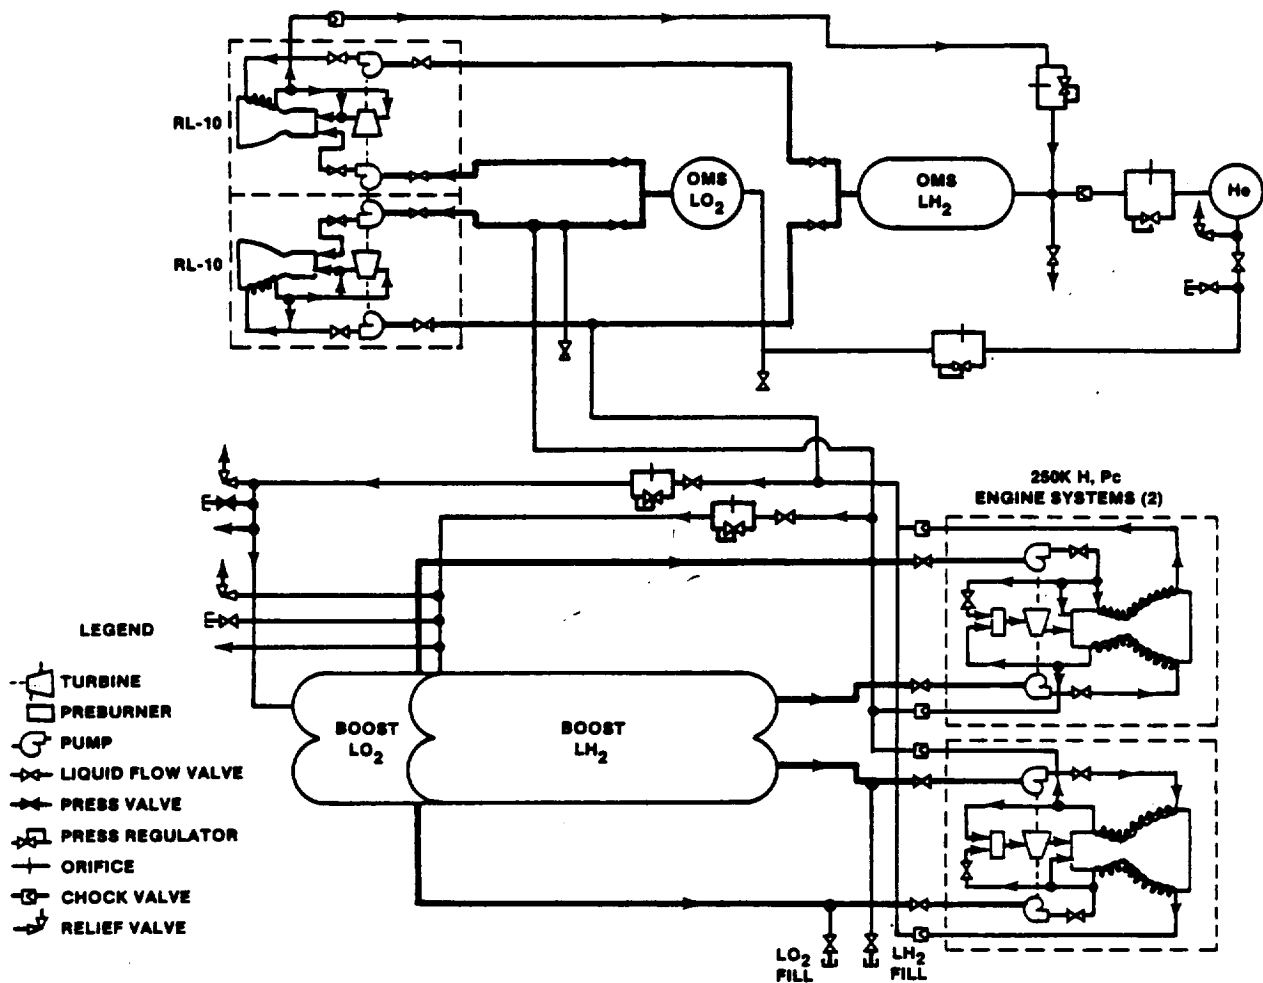 RL-10
OMS
LO2
OMS
LH2
He
RL-10
250K H, Pc
ENGINE SYSTEMS (2)
LEGEND
TURBINE
PREBURNER
PUMP
LIQUID FLOW VALVE
PRESS VALVE
PRESS REGULATOR
ORIFICE
CHOCK VALVE
RELIEF VALVE
BOOST
LO2
BOOST
LH2
LO2
FILL
LH2
FILL